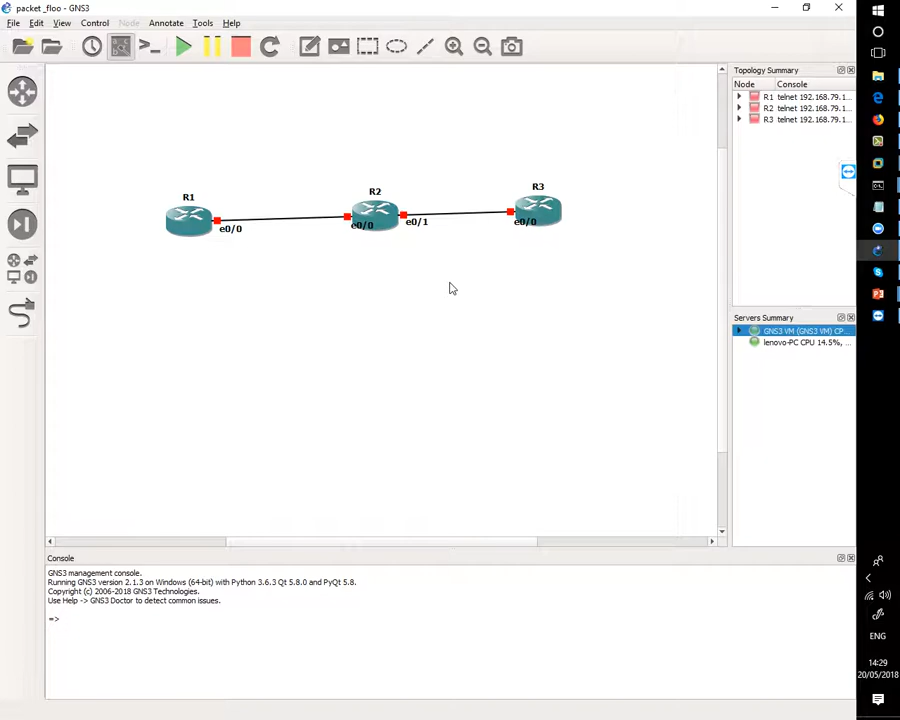 packet _floo - GNS3
File Edit View Control Node Annotate Tools Help
Topology Summary
Node Console
R1 telnet 192.168.79.1...
R2 telnet 192.168.79.1...
R3 telnet 192.168.79.1...
R1
R2
R3
e0/0
e0/0
e0/1
e0/0
Servers Summary
GNS3 VM (GNS3 VM) CP...
lenovo-PC CPU 14.5%, ...
Console
GNS3 management console.
Running GNS3 version 2.1.3 on Windows (64-bit) with Python 3.6.3 Qt 5.8.0 and PyQt 5.8.
Copyright (c) 2006-2018 GNS3 Technologies.
Use Help -> GNS3 Doctor to detect common issues.
=>
ENG
14:29
20/05/2018